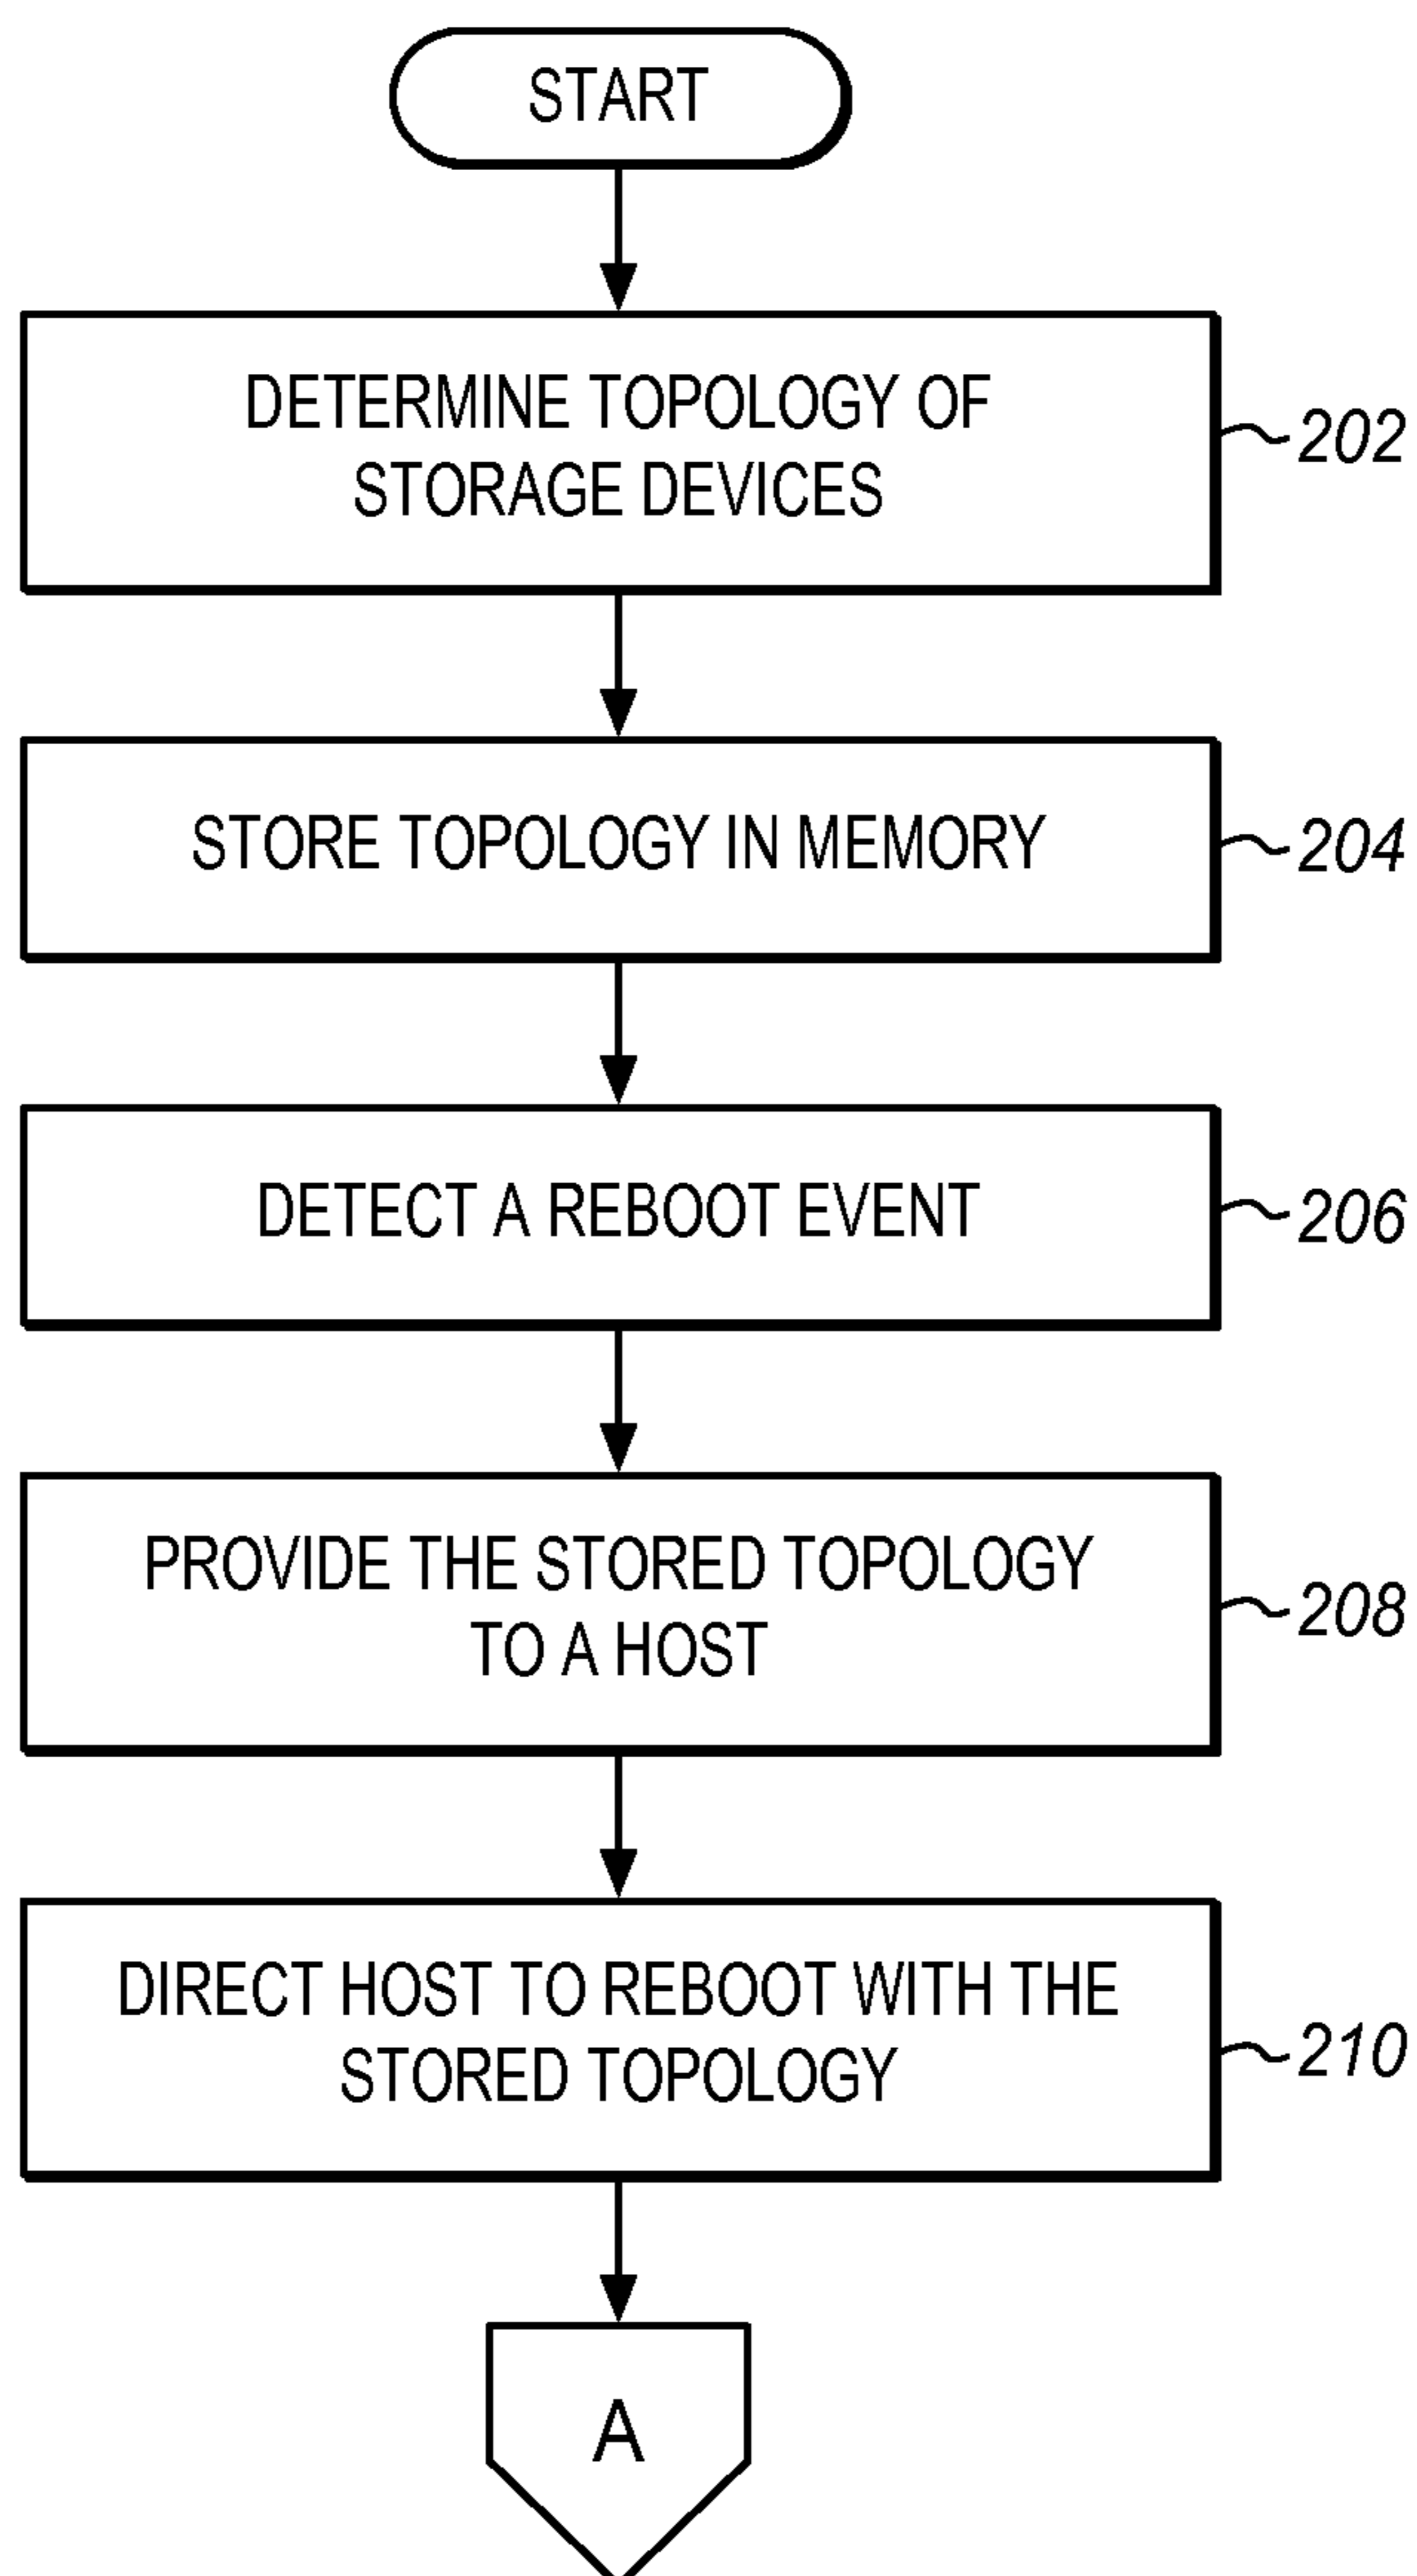 START
DETERMINE TOPOLOGY OF
STORAGE DEVICES
202
STORE TOPOLOGY IN MEMORY
204
DETECT A REBOOT EVENT
206
PROVIDE THE STORED TOPOLOGY
TO A HOST
208
DIRECT HOST TO REBOOT WITH THE
STORED TOPOLOGY
210
A